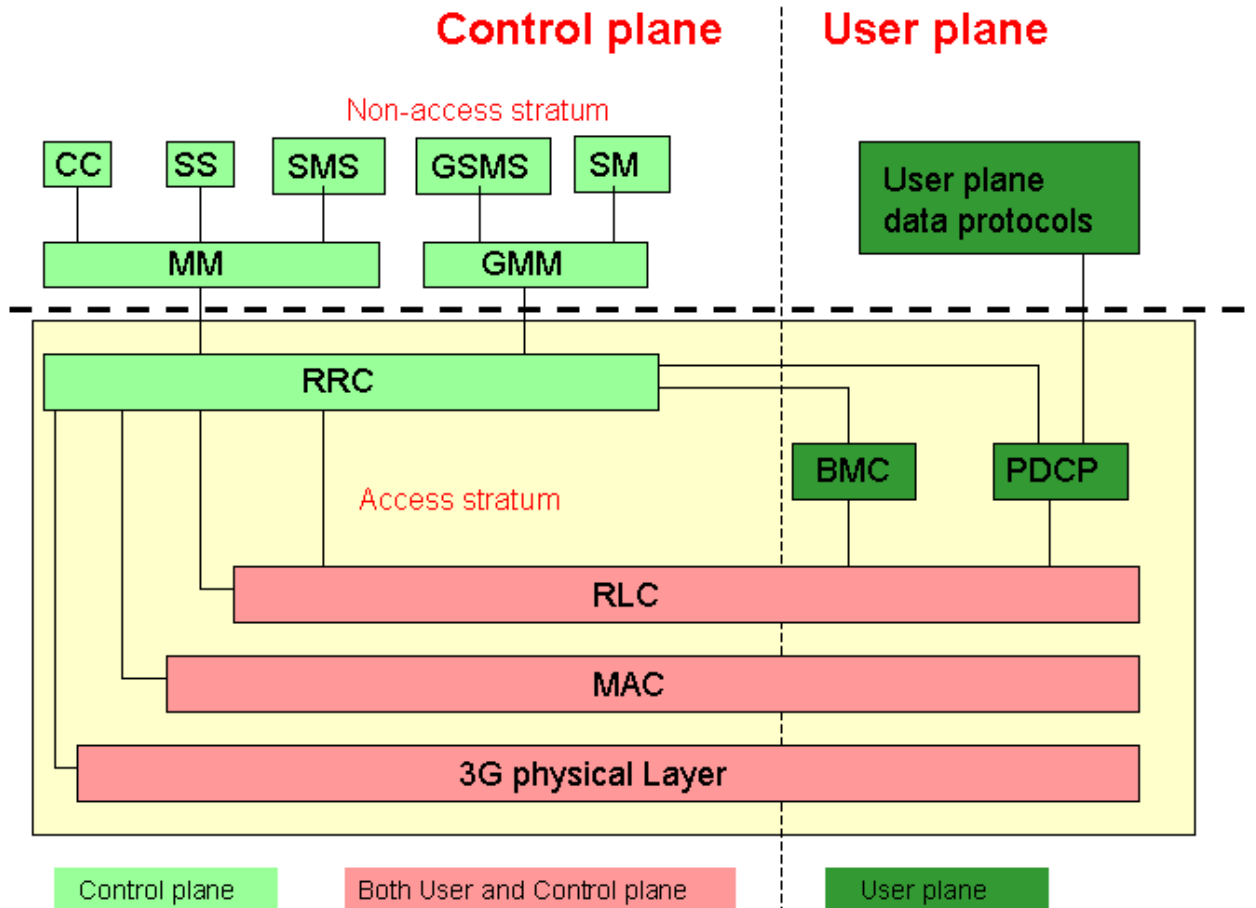 Control plane
User plane
Non-access stratum
CC
SS
SMS
GSMS
SM
User plane
data protocols
MM
GMM
RRC
BMC
PDCP
Access stratum
RLC
MAC
3G physical Layer
Control plane
Both User and Control plane
User plane